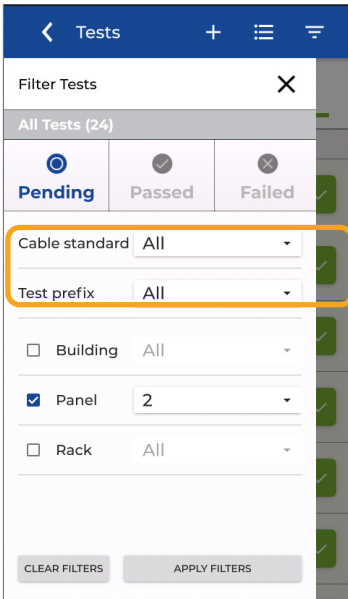 Tests
Filter Tests
All Tests (24)
Pending Passed Failed
Cable standard All
Test prefix All
Building All
Panel 2
Rack All
CLEAR FILTERS APPLY FILTERS